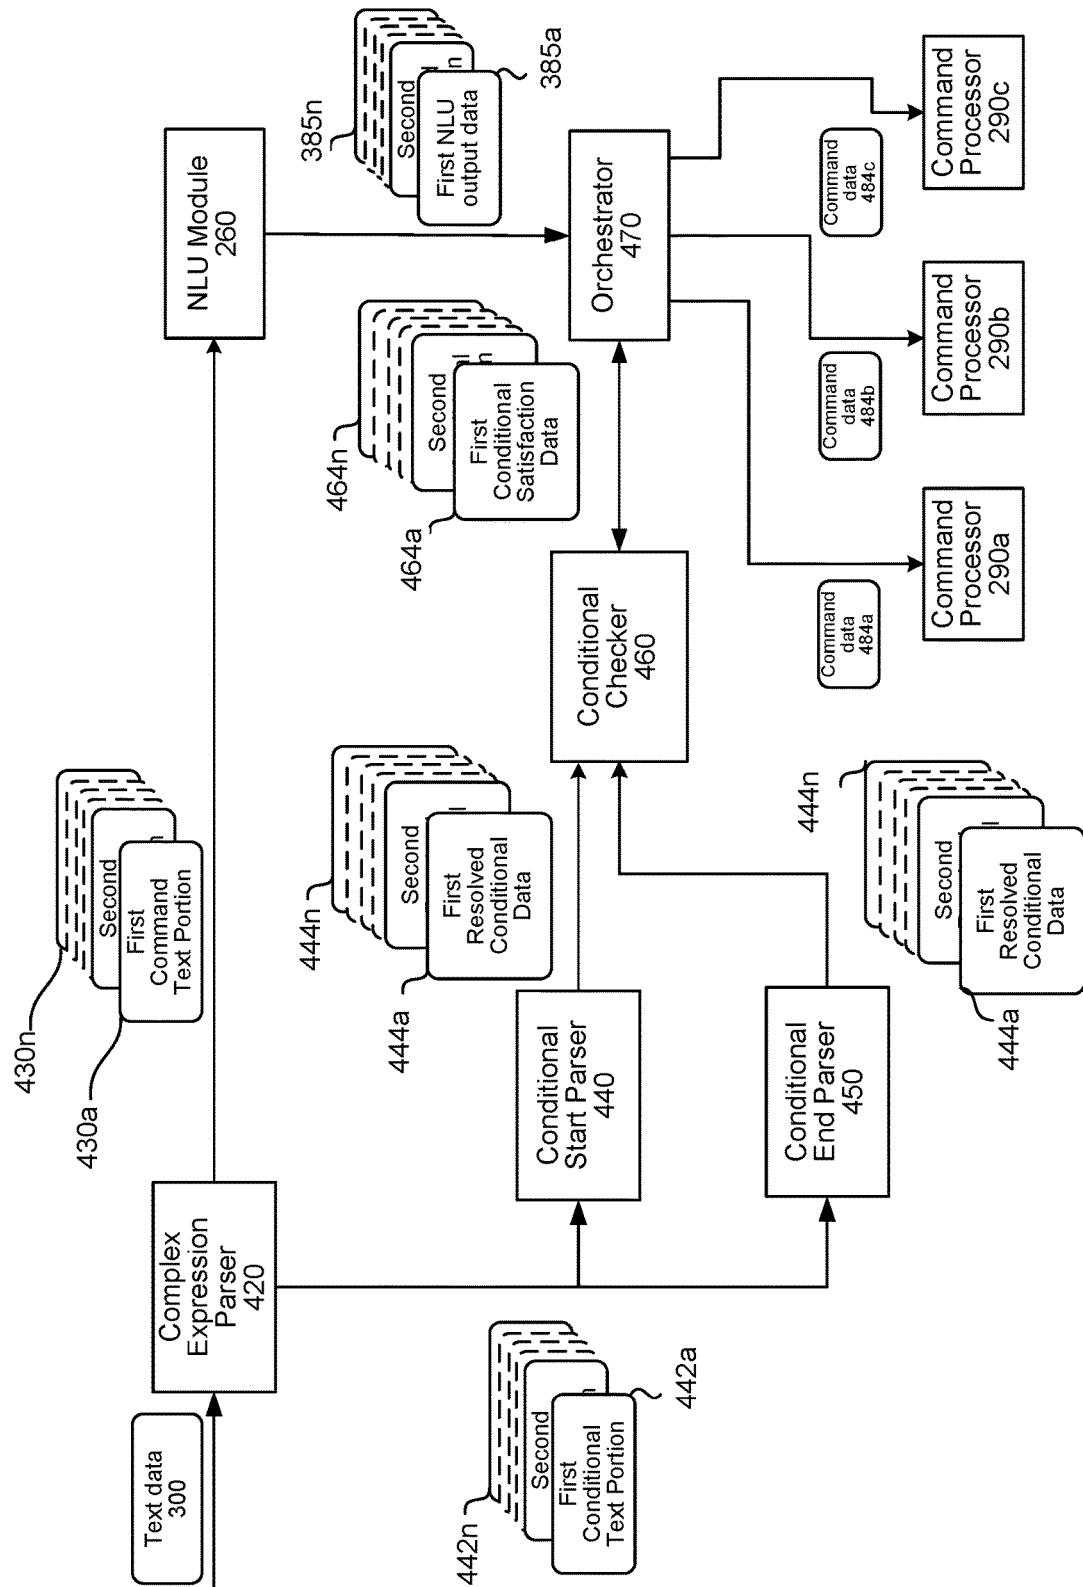 Text data
300
Complex
Expression
Parser
420
430n
430a
Second
First
Command
Text Portion
n
NLU Module
260
385n
385a
Second
First NLU
output data
l
n
442n
442a
Second
First
Conditional
Text Portion
n
Conditional
Start Parser
440
444n
444a
Second
First
Resolved
Conditional
Data
l
Conditional
End Parser
450
444n
444a
Second
First
Resolved
Conditional
Data
l
Conditional
Checker
460
464n
464a
Second
First
Conditional
Satisfaction
Data
al
n
Orchestrator
470
Command
data
484a
Command
data
484b
Command
data
484c
Command
Processor
290a
Command
Processor
290b
Command
Processor
290c